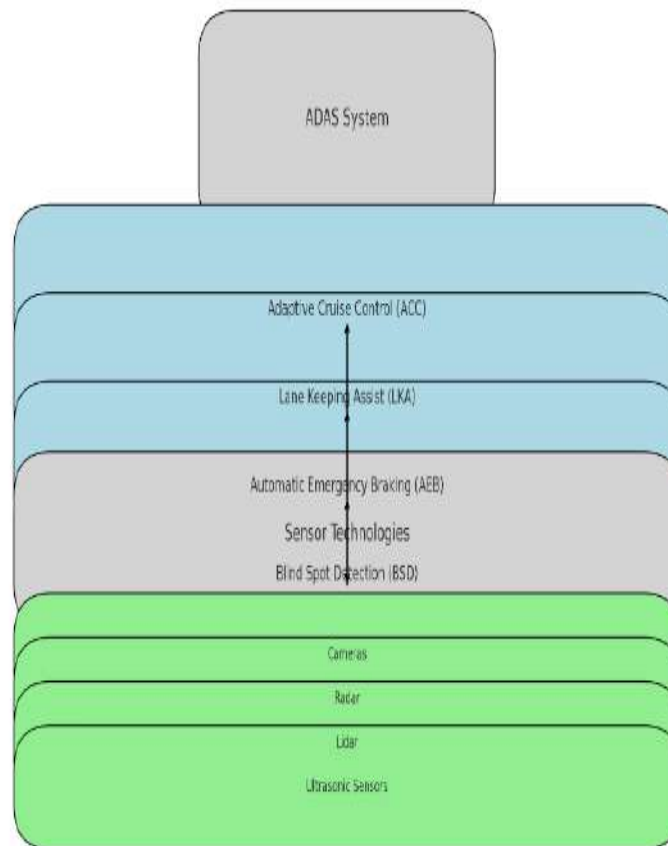 ADAS System
Adaptive Cruise Control (ACC)
Lane Keeping Assist (LKA)
Automatic Emergency Braking (AEB)
Sensor Technologies
Blind Spot Detection (BSD)
Cameras
Radar
Lidar
Ultrasonic Sensors